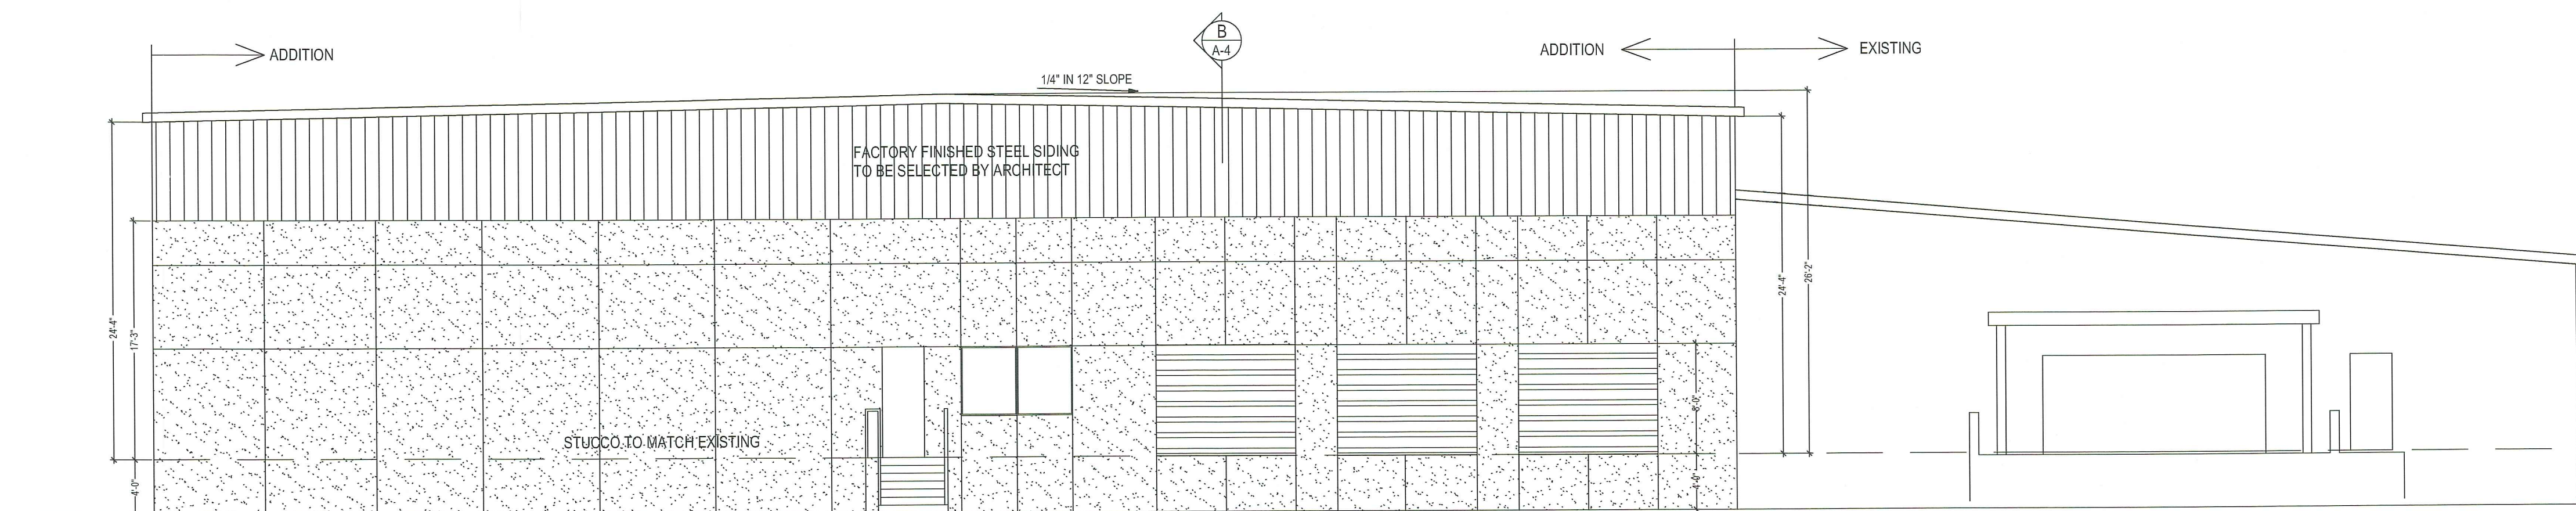 B
A-4
ADDITION
ADDITION
EXISTING
1/4" IN 12" SLOPE
FACTORY FINISHED STEEL SIDING
TO BE SELECTED BY ARCHITECT
24'-4"
26'-2"
24'-4"
17'-3"
8'-0"
STUCCO TO MATCH EXISTING
4'-0"
4'-0"